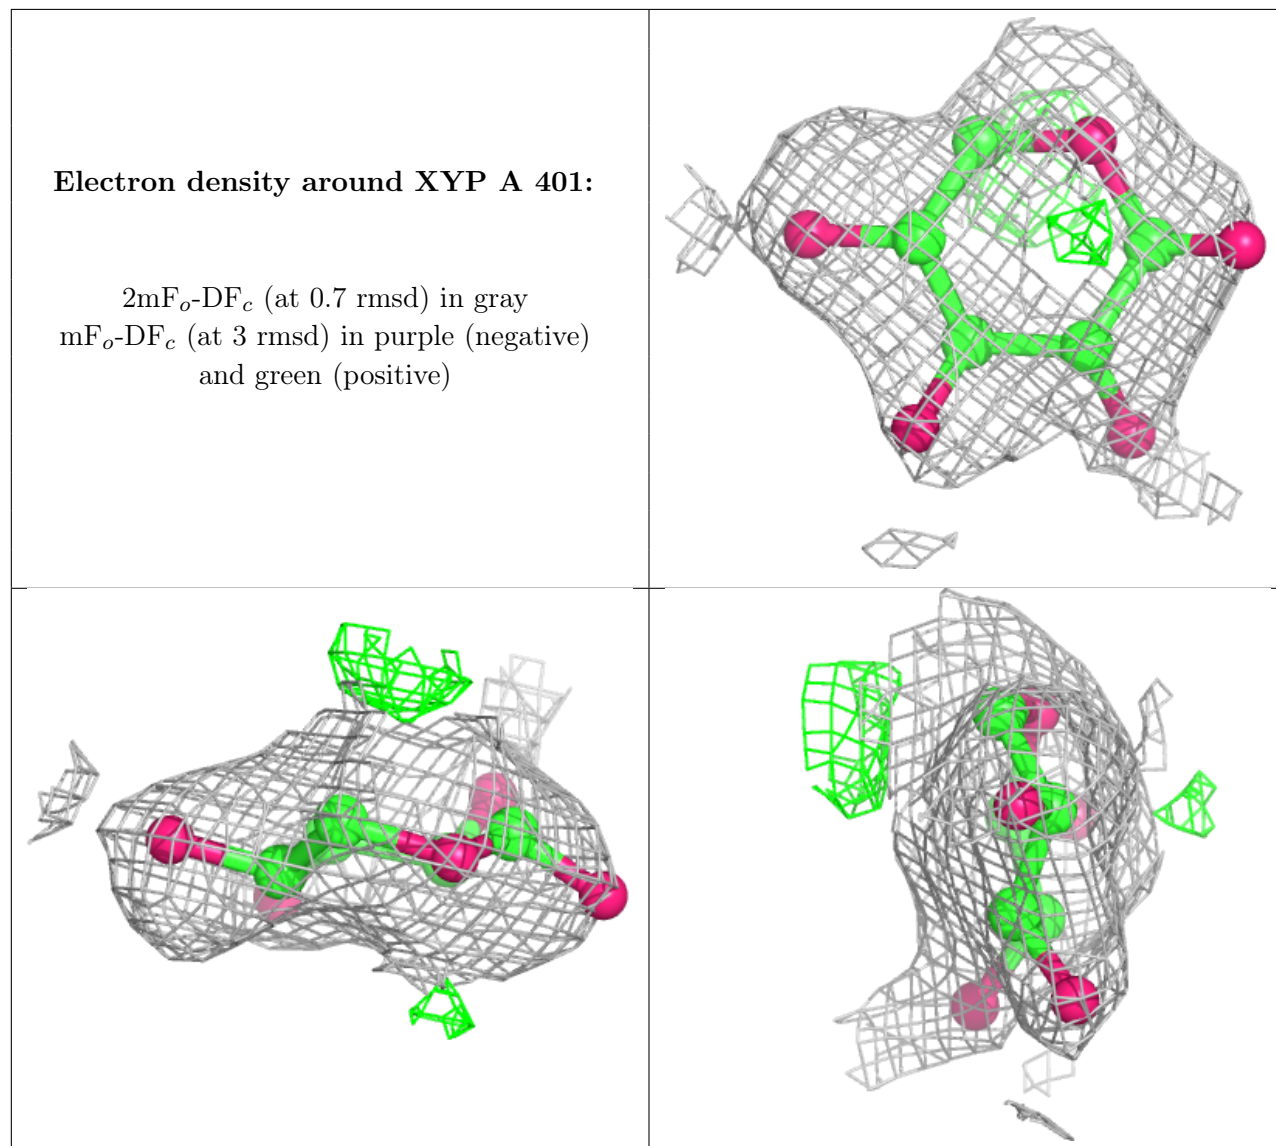 Electron density around XYP A 401:
2mFo-DFc (at 0.7 rmsd) in gray
mFo-DFc (at 3 rmsd) in purple (negative)
and green (positive)